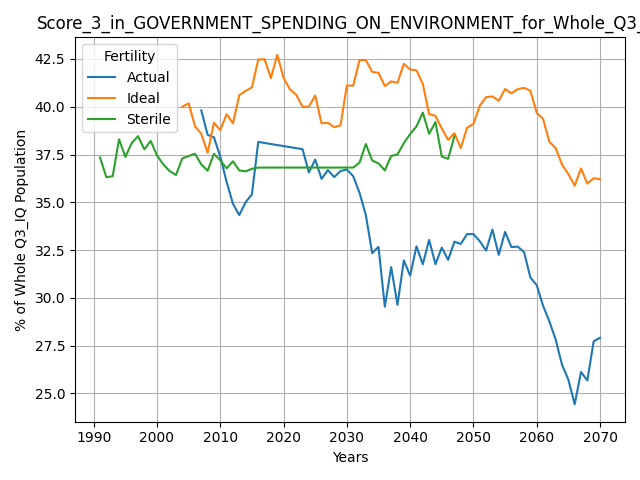 Score_3_in_GOVERNMENT_SPENDING_ON_ENVIRONMENT_for_Whole_Q3_
Fertility
Actual
Ideal
Sterile
% of Whole Q3_IQ Population
42.5
40.0
37.5
35.0
32.5
30.0
27.5
25.0
1990 2000 2010 2020 2030 2040 2050 2060 2070
Years